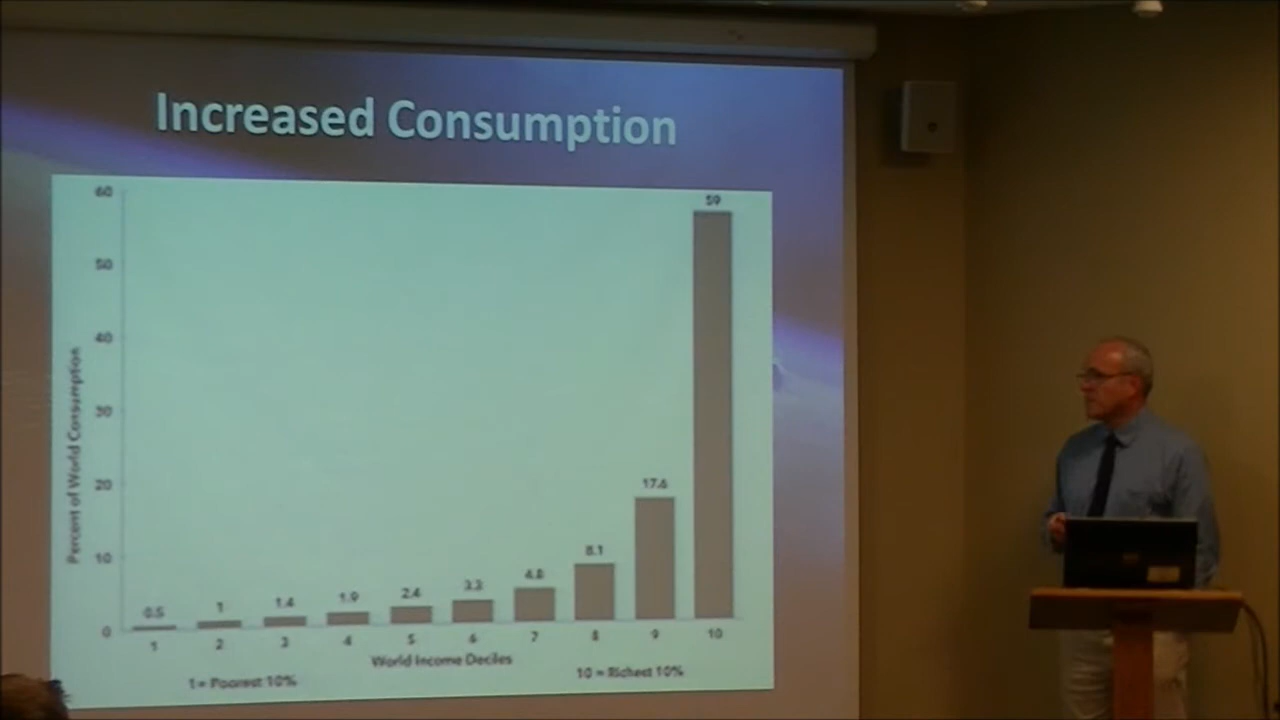 Increased Consumption
60
59
50
40
30
20
17.6
10
8.1
4.8
3.3
2.4
1.9
1.4
1
0.5
0
Percent of World Consumption
1 2 3 4 5 6 7 8 9 10
World Income Deciles
1= Poorest 10%
10 = Richest 10%